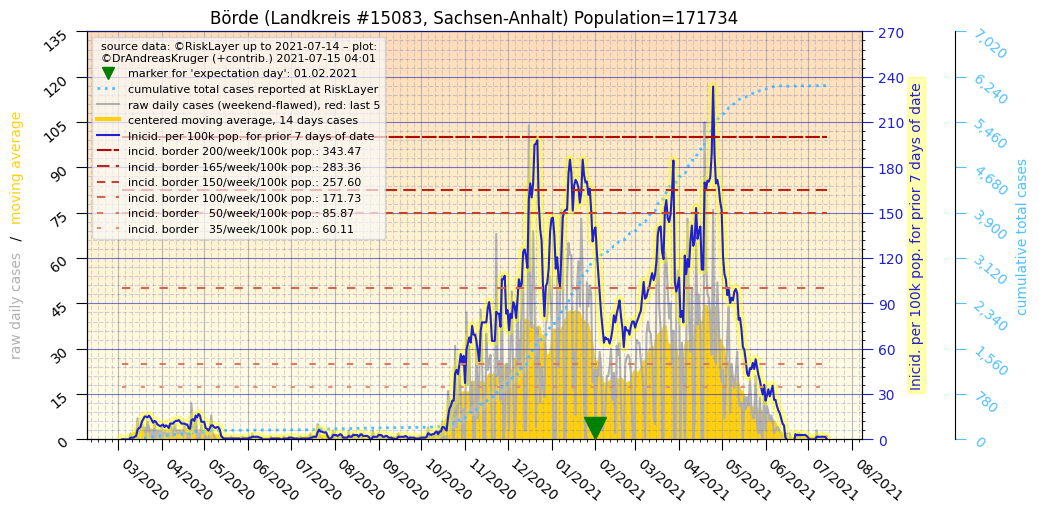 Börde (Landkreis #15083, Sachsen-Anhalt) Population=171734
source data: ©RiskLayer up to 2021-07-14 – plot:
©DrAndreasKruger (+contrib.) 2021-07-15 04:01
marker for 'expectation day': 01.02.2021
cumulative total cases reported at RiskLayer
raw daily cases (weekend-flawed), red: last 5
centered moving average, 14 days cases
Inicid. per 100k pop. for prior 7 days of date
incid. border 200/week/100k pop.: 343.47
incid. border 165/week/100k pop.: 283.36
incid. border 150/week/100k pop.: 257.60
incid. border 100/week/100k pop.: 171.73
incid. border 50/week/100k pop.: 85.87
incid. border 35/week/100k pop.: 60.11
raw daily cases / moving average
135
120
105
90
75
60
45
30
15
0
270
240
210
180
150
120
90
60
30
0
Inicid. per 100k pop. for prior 7 days of date
7,020
6,240
5,460
4,680
3,900
3,120
2,340
1,560
780
0
cumulative total cases
03/2020
04/2020
05/2020
06/2020
07/2020
08/2020
09/2020
10/2020
11/2020
12/2020
01/2021
02/2021
03/2021
04/2021
05/2021
06/2021
07/2021
08/2021